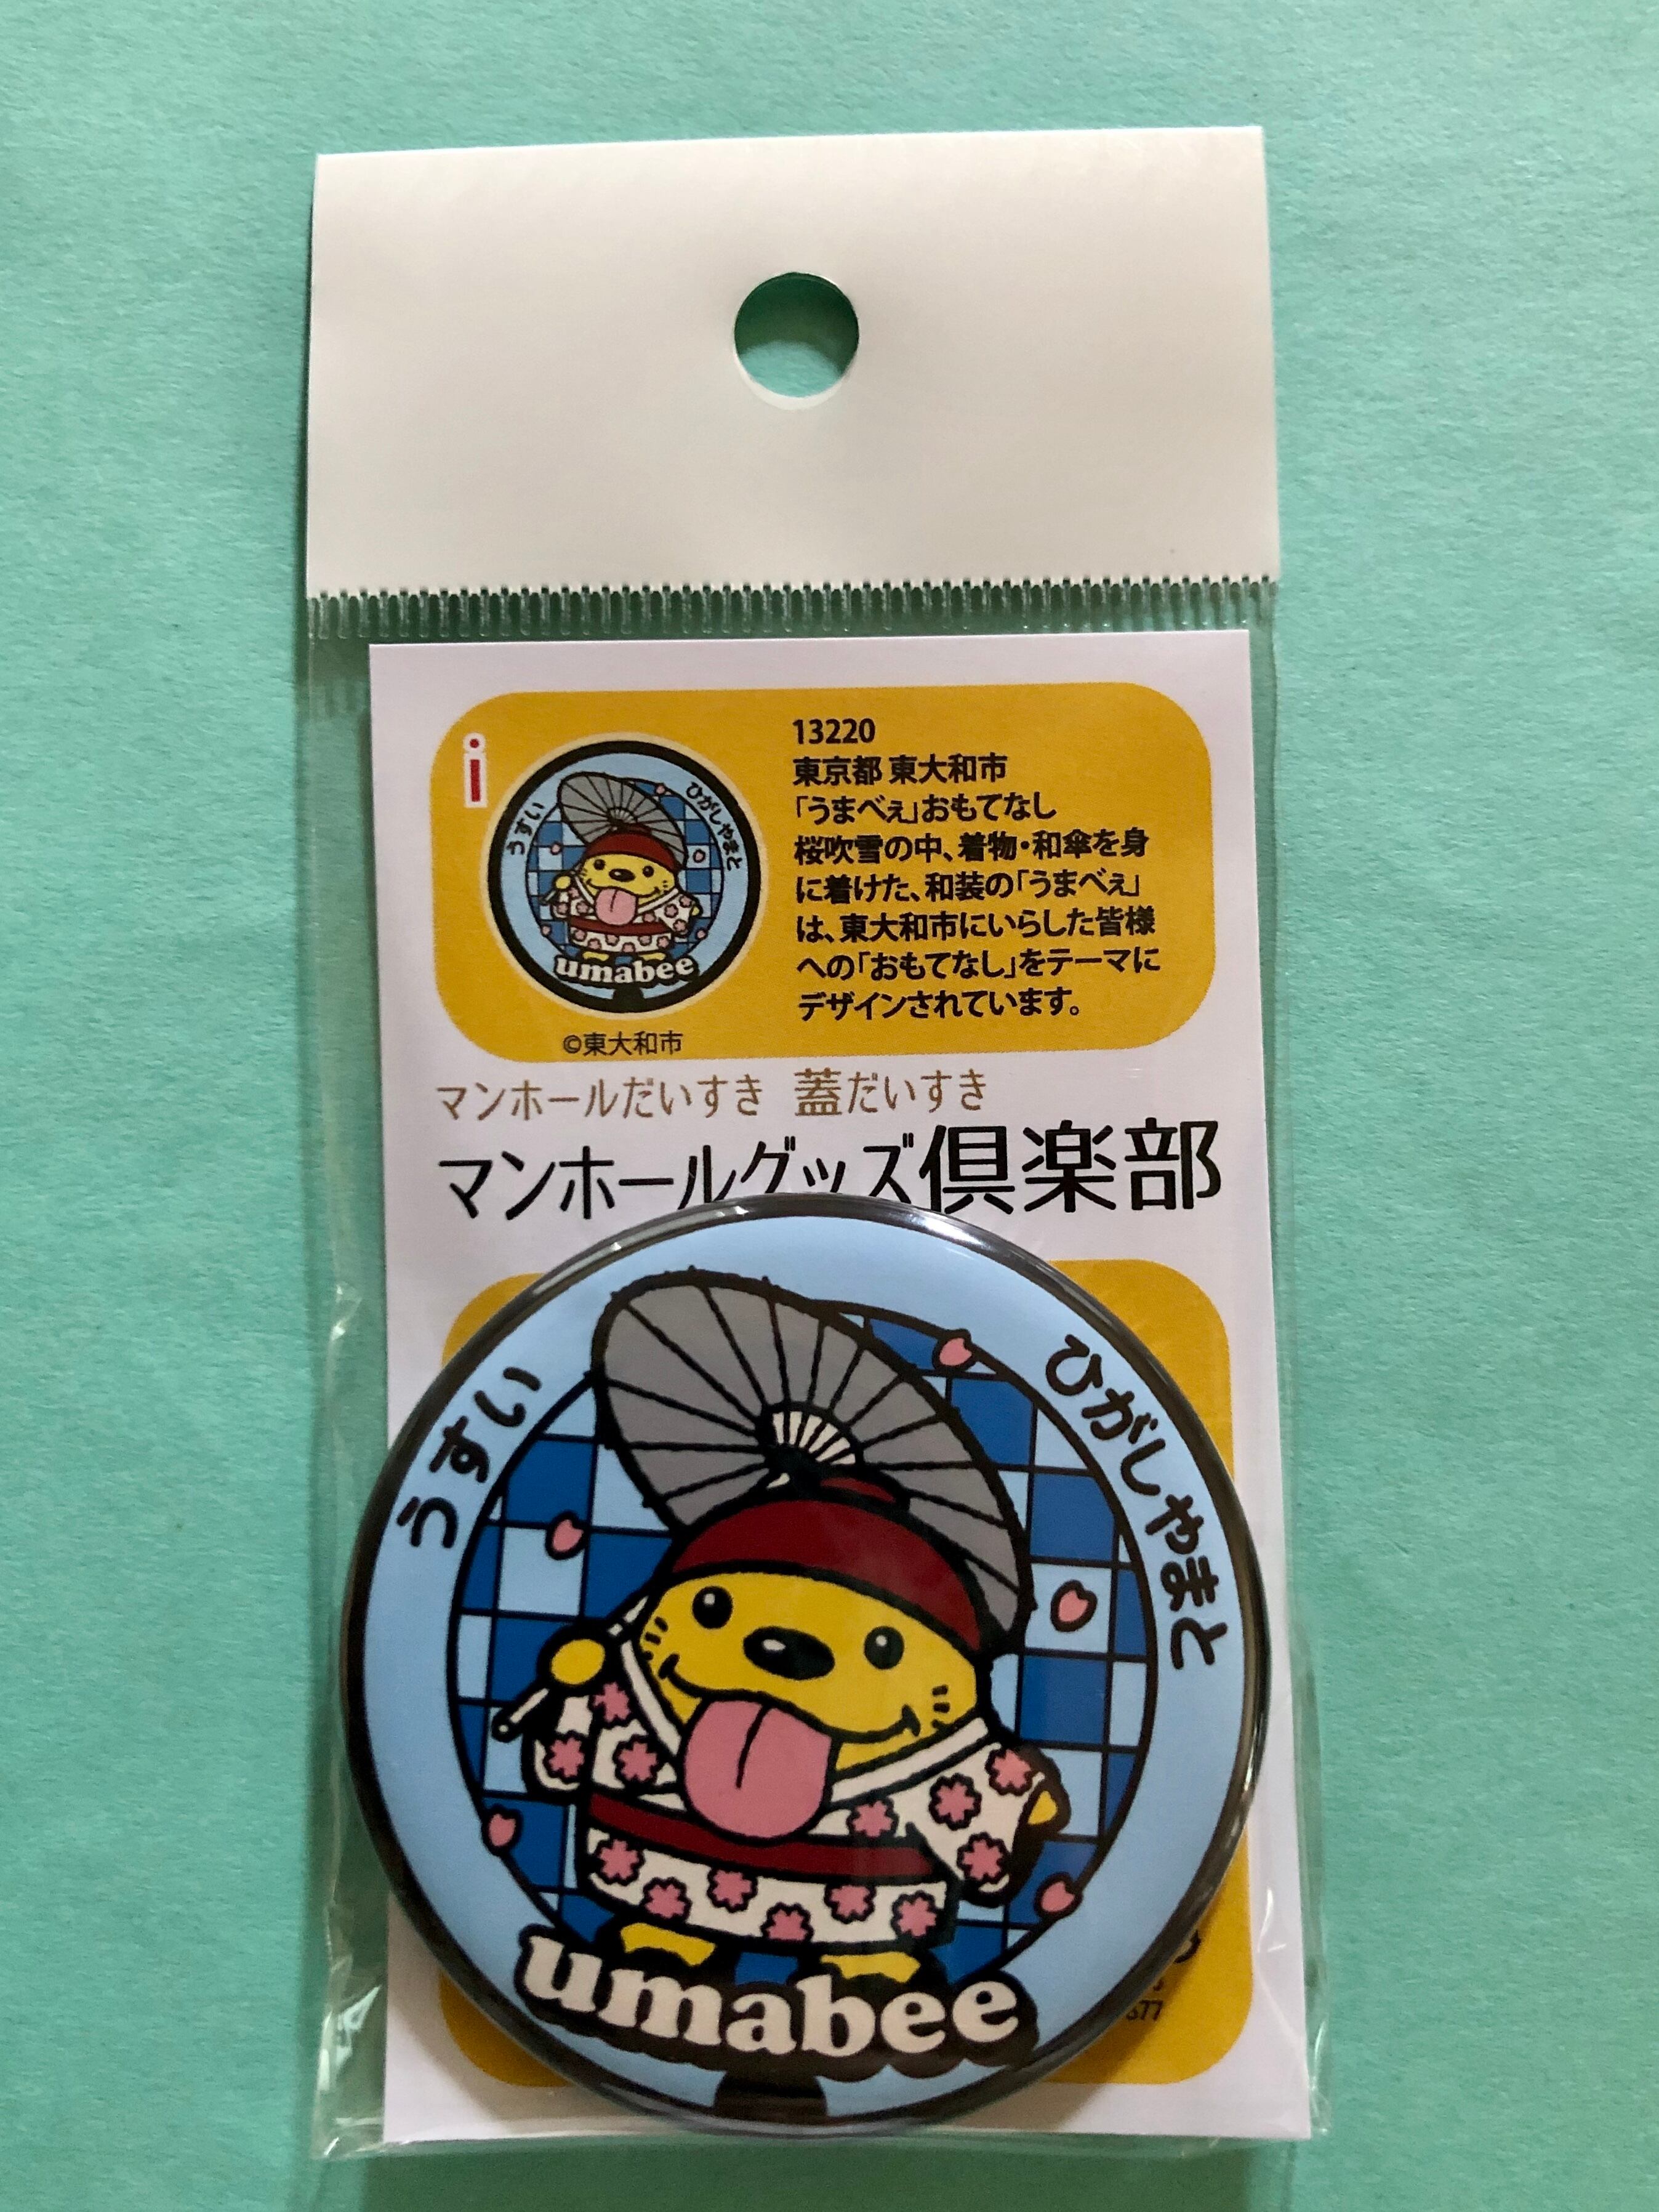 i
うすい
ひがしやまと
umabee
©東大和市
13220
東京都 東大和市
「うまべぇ」おもてなし
桜吹雪の中、着物・和傘を身
に着けた、和装の「うまべぇ」
は、東大和市にいらした皆様
への「おもてなし」をテーマに
デザインされています。
マンホールだいすき 蓋だいすき
マンホールグッズ倶楽部
うすい
ひがしやまと
umabee